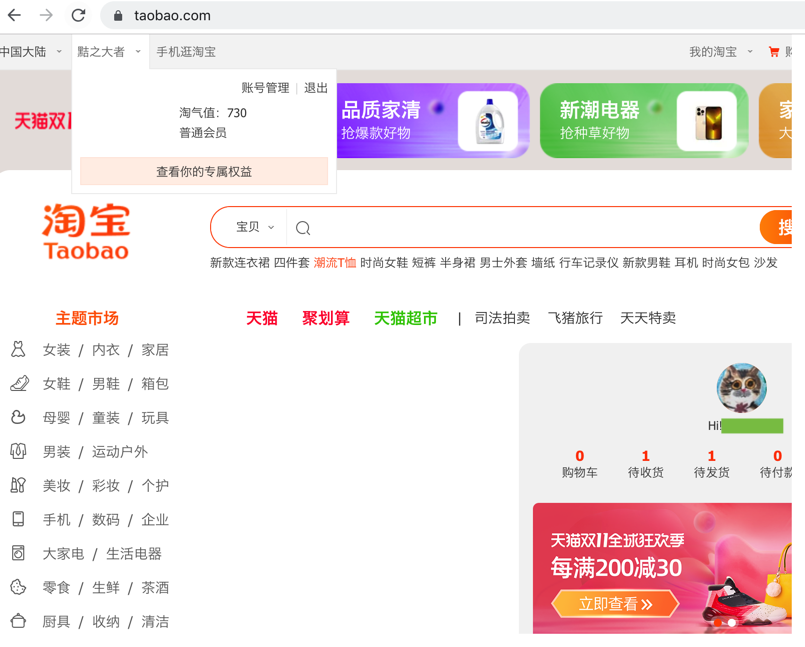 taobao.com
中国大陆 黠之大者 手机逛淘宝 我的淘宝
账号管理 | 退出
淘气值：730
普通会员
查看你的专属权益
天猫双1
品质家清
抢爆款好物
新潮电器
抢种草好物
家
大
淘宝
Taobao
宝贝 搜
新款连衣裙 四件套 潮流T恤 时尚女鞋 短裤 半身裙 男士外套 墙纸 行车记录仪 新款男鞋 耳机 时尚女包 沙发
主题市场 天猫 聚划算 天猫超市 | 司法拍卖 飞猪旅行 天天特卖
女装 / 内衣 / 家居
女鞋 / 男鞋 / 箱包
母婴 / 童装 / 玩具
男装 / 运动户外
美妆 / 彩妆 / 个护
手机 / 数码 / 企业
大家电 / 生活电器
零食 / 生鲜 / 茶酒
厨具 / 收纳 / 清洁
Hi!
0 1 1 0
购物车 待收货 待发货 待付款
天猫双11全球狂欢季
每满200减30
立即查看